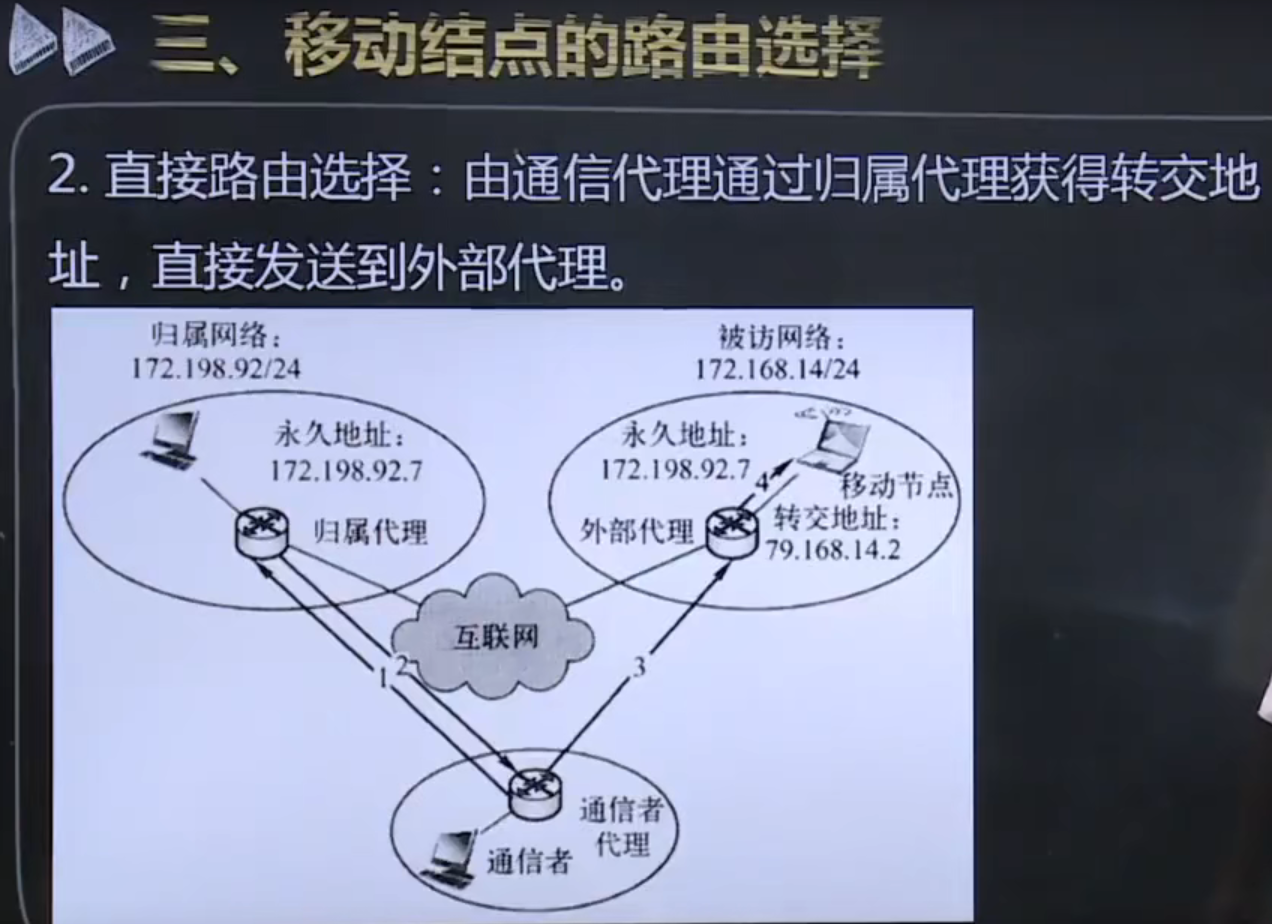 三、移动结点的路由选择
2. 直接路由选择：由通信代理通过归属代理获得转交地
址，直接发送到外部代理。
归属网络：
172.198.92/24
被访网络：
172.168.14/24
永久地址：
172.198.92.7
归属代理
永久地址：
172.198.92.7
4
移动节点
外部代理
转交地址：
79.168.14.2
互联网
1
2
3
通信者
代理
通信者